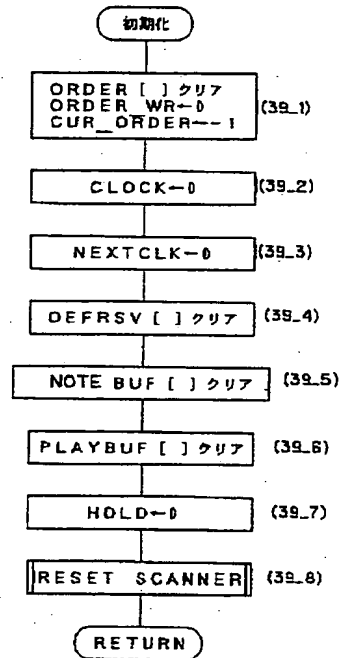 初期化
ORDER [ ] クリア
ORDER_WR←0
CUR_ORDER←-1
(39_1)
CLOCK←0
(39_2)
NEXTCLK←0
(39_3)
DEFRSV [ ] クリア
(39_4)
NOTE BUF [ ] クリア
(39_5)
PLAYBUF [ ] クリア
(39_6)
HOLD←0
(39_7)
RESET SCANNER
(39_8)
RETURN